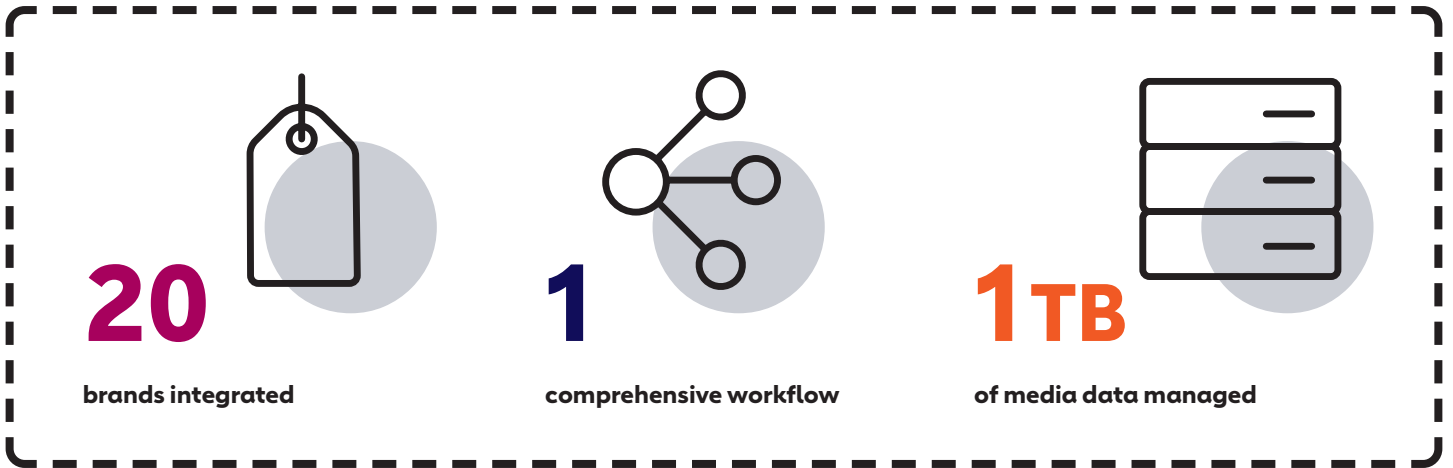 20
brands integrated
1
comprehensive workflow
1TB
of media data managed